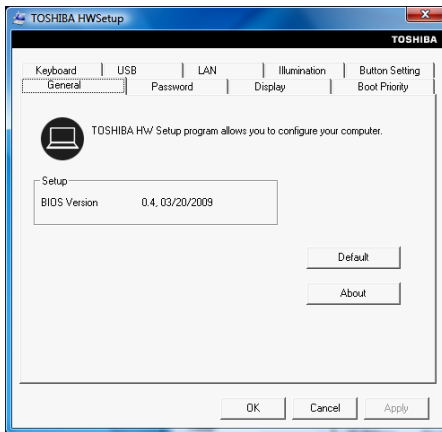 TOSHIBA HWSetup
TOSHIBA
Keyboard USB LAN Illumination Button Setting
General Password Display Boot Priority
TOSHIBA HW Setup program allows you to configure your computer.
Setup
BIOS Version 0.4, 03/20/2009
Default
About
OK Cancel Apply